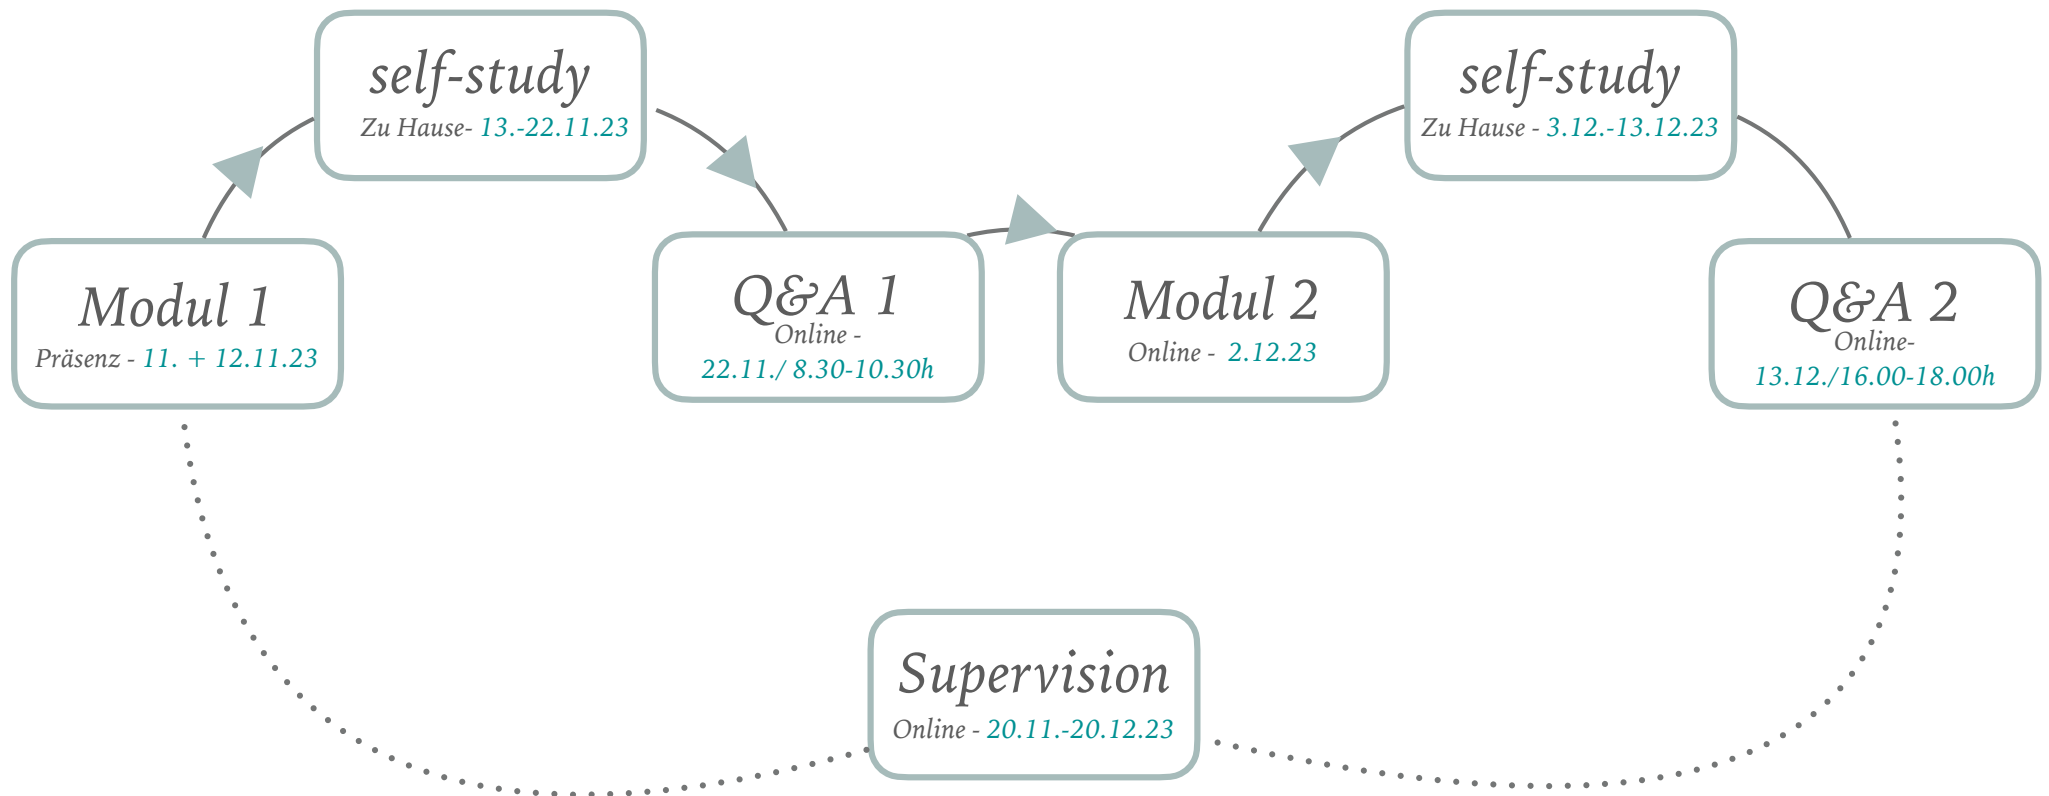 self-study
Zu Hause- 13.-22.11.23
self-study
Zu Hause - 3.12.-13.12.23
Modul 1
Präsenz - 11. + 12.11.23
Q&A 1
Online -
22.11./ 8.30-10.30h
Modul 2
Online - 2.12.23
Q&A 2
Online-
13.12./16.00-18.00h
Supervision
Online - 20.11.-20.12.23